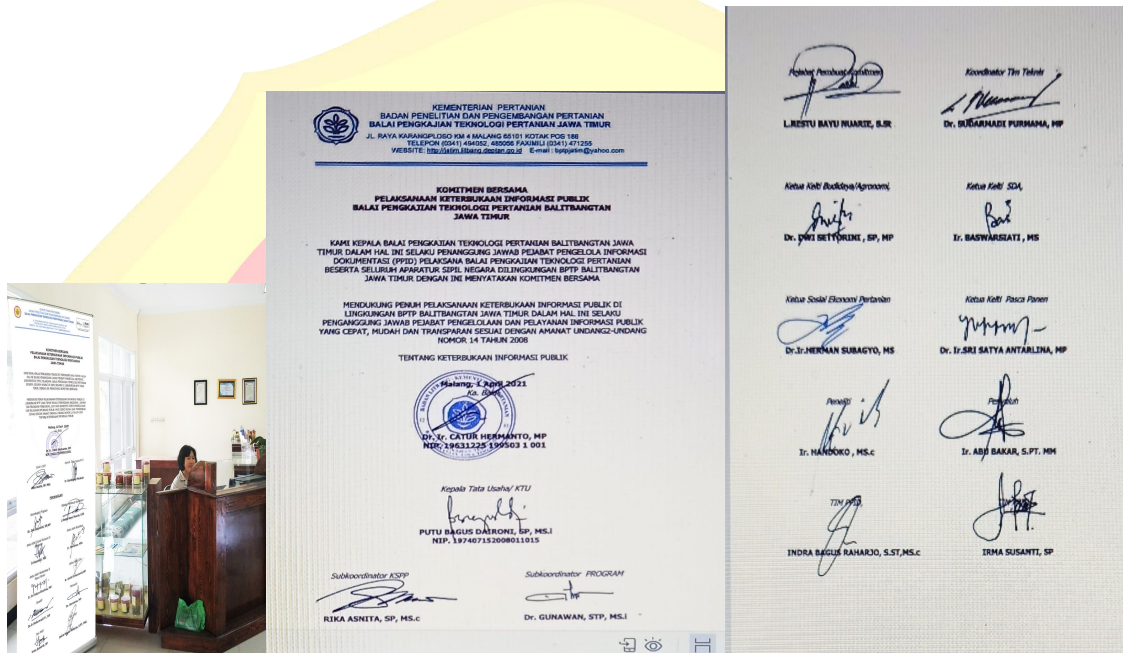 KEMENTERIAN PERTANIAN
BADAN PENELITIAN DAN PENGEMBANGAN PERTANIAN
BALAI PENGKAJIAN TEKNOLOGI PERTANIAN JAWA TIMUR
JL. RAYA KARANGPLOSO KM 4 MALANG 65101 KOTAK POS 188
TELEPON (0341) 494052, 485056 FAXIMILI (0341) 471255
WEBSITE: http://jatim.litbang.deptan.go.id E-mail : bptpjatim@yahoo.com
KOMITMEN BERSAMA
PELAKSANAAN KETERBUKAAN INFORMASI PUBLIK
BALAI PENGKAJIAN TEKNOLOGI PERTANIAN BALITBANGTAN
JAWA TIMUR
KAMI KEPALA BALAI PENGKAJIAN TEKNOLOGI PERTANIAN BALITBANGTAN JAWA
TIMUR DALAM HAL INI SELAKU PENANGGUNG JAWAB PEJABAT PENGELOLA INFORMASI
DOKUMENTASI (PPID) PELAKSANA BALAI PENGKAJIAN TEKNOLOGI PERTANIAN
BESERTA SELURUH APARATUR SIPIL NEGARA DILINGKUNGAN BPTP BALITBANGTAN
JAWA TIMUR DENGAN INI MENYATAKAN KOMITMEN BERSAMA
MENDUKUNG PENUH PELAKSANAAN KETERBUKAAN INFORMASI PUBLIK DI
LINGKUNGAN BPTP BALITBANGTAN JAWA TIMUR DALAM HAL INI SELAKU
PENGANGGUNG JAWAB PEJABAT PENGELOLAAN DAN PELAYANAN INFORMASI PUBLIK
YANG CEPAT, MUDAH DAN TRANSPARAN SESUAI DENGAN AMANAT UNDANG2-UNDANG
NOMOR 14 TAHUN 2008
TENTANG KETERBUKAAN INFORMASI PUBLIK
Malang, 1 April 2021
Ka. Balai
Dr. Ir. CATUR HERMANTO, MP
NIP. 19631225 199503 1 001
Kepala Tata Usaha/ KTU
PUTU BAGUS DAIRONI, SP, MS.i
NIP. 197407152008011015
Subkoordinator KSPP
Subkoordinator PROGRAM
RIKA ASNITA, SP, MS.c
Dr. GUNAWAN, STP, MS.i
Pejabat Pembuat Komitmen
Koordinator Tim Teknis
L.RESTU BAYU NUARTE, S.ST
Dr. SUDARMADI PURNAMA, MP
Ketua Kelti Budidaya/Agronomi,
Ketua Kelti SDA,
Dr. DWI SETYORINI , SP, MP
Ir. BASWARSIATI , MS
Ketua Sosial Ekonomi Pertanian
Ketua Kelti Pasca Panen
Dr.Ir.HERMAN SUBAGYO, MS
Dr. Ir.SRI SATYA ANTARLINA, MP
Peneliti
Penyuluh
Ir. HANDOKO , MS.c
Ir. ABU BAKAR, S.PT. MM
TIM PPID,
INDRA BAGUS RAHARJO, S.ST,MS.c
IRMA SUSANTI, SP